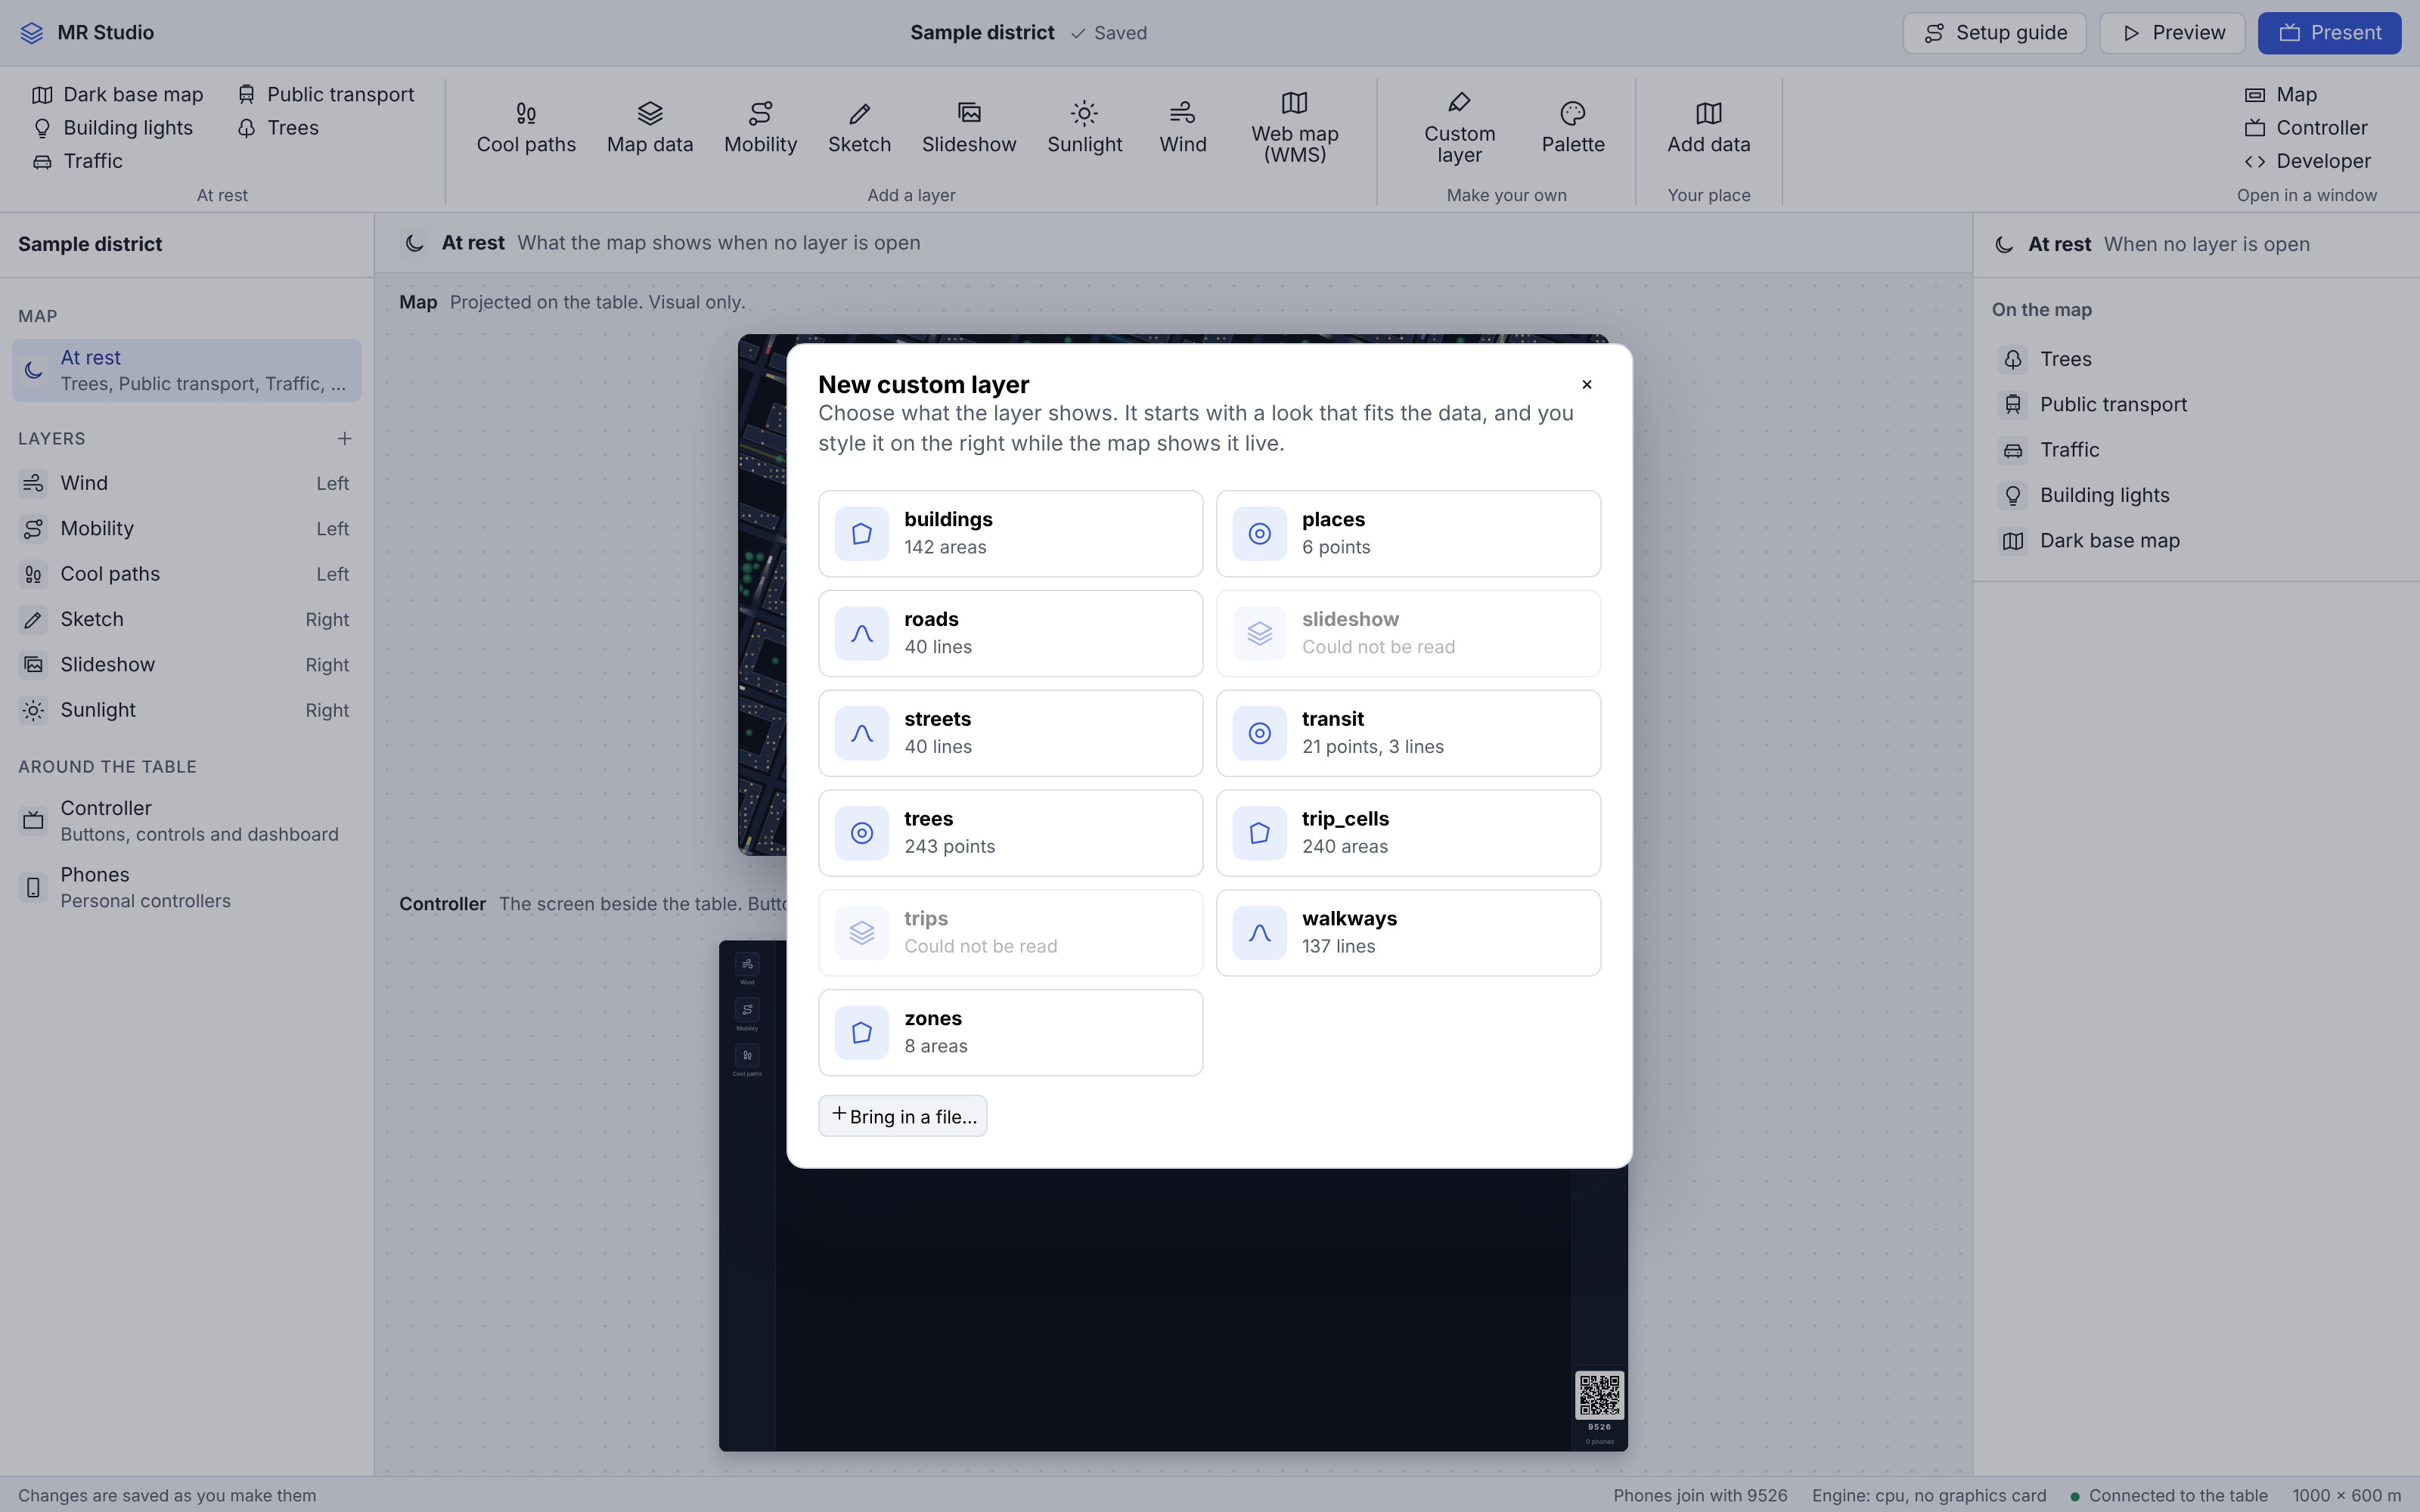 MR Studio
Sample district
Saved
Setup guide
Preview
Present
Dark base map
Public transport
Building lights
Trees
Traffic
At rest
Cool paths
Map data
Mobility
Sketch
Slideshow
Sunlight
Wind
Web map
(WMS)
Add a layer
Custom
layer
Palette
Make your own
Add data
Your place
Map
Controller
Developer
Open in a window
Sample district
MAP
At rest
Trees, Public transport, Traffic, ...
LAYERS
Wind Left
Mobility Left
Cool paths Left
Sketch Right
Slideshow Right
Sunlight Right
AROUND THE TABLE
Controller
Buttons, controls and dashboard
Phones
Personal controllers
At rest What the map shows when no layer is open
Map Projected on the table. Visual only.
New custom layer
Choose what the layer shows. It starts with a look that fits the data, and you
style it on the right while the map shows it live.
buildings
142 areas
places
6 points
roads
40 lines
slideshow
Could not be read
streets
40 lines
transit
21 points, 3 lines
trees
243 points
trip_cells
240 areas
trips
Could not be read
walkways
137 lines
zones
8 areas
Bring in a file...
Controller The screen beside the table.
Wind
Mobility
Cool paths
9526
0 phones
At rest When no layer is open
On the map
Trees
Public transport
Traffic
Building lights
Dark base map
Changes are saved as you make them
Phones join with 9526
Engine: cpu, no graphics card
Connected to the table
1000 × 600 m